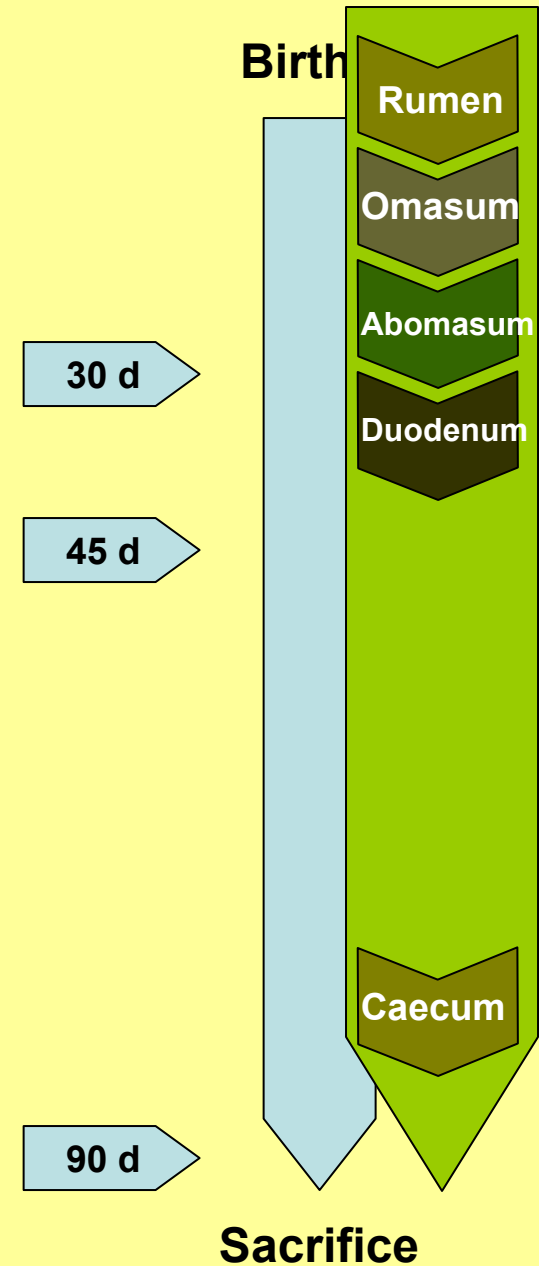 Birth
Rumen
Omasum
Abomasum
30 d
Duodenum
45 d
Caecum
90 d
Sacrifice